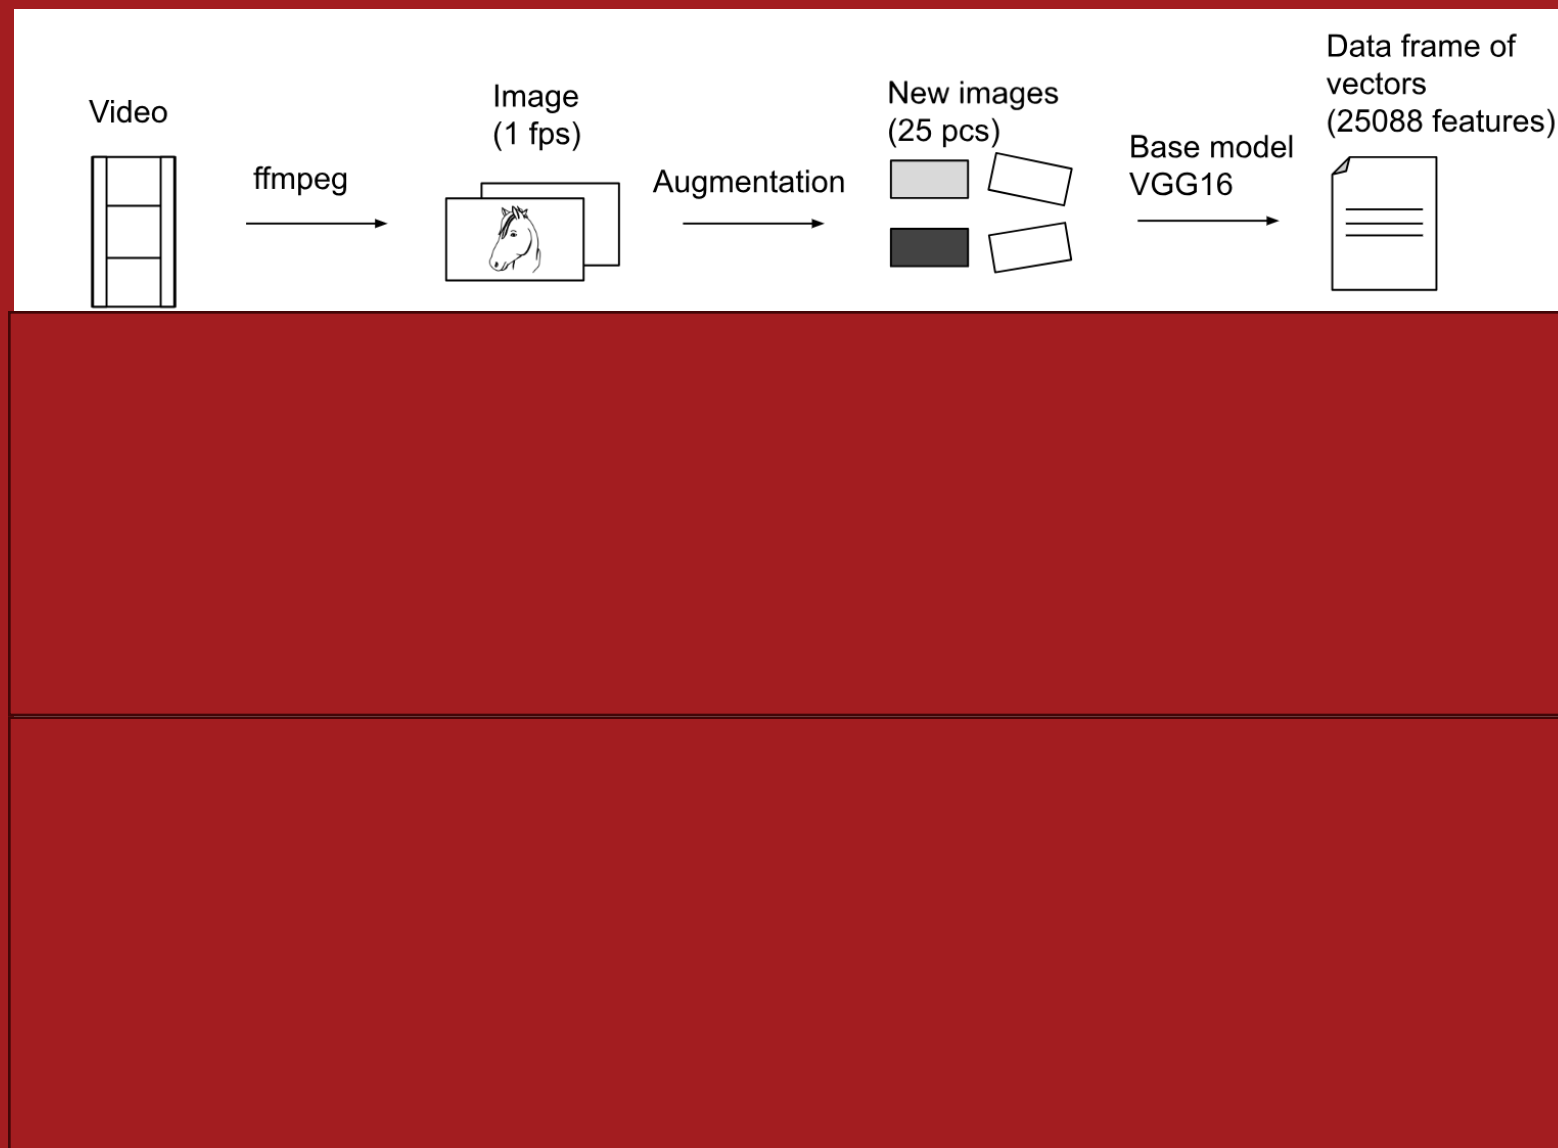 Video
ffmpeg
Image
(1 fps)
Augmentation
New images
(25 pcs)
Base model
VGG16
Data frame of
vectors
(25088 features)